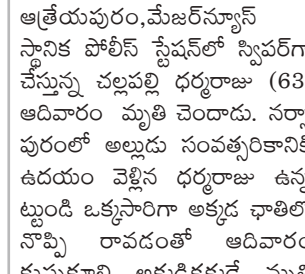 ఆత్రేయపురం,మేజర్‌న్యూస్
స్థానిక పోలీస్ స్టేషన్‌లో స్విపర్‌గా
చేస్తున్న చల్లపల్లి ధర్మరాజు (63
ఆదివారం మృతి చెందాడు. నర్సా
పురంలో అల్లుడు సంవత్సరికానికి
ఉదయం వెళ్లిన ధర్మరాజు ఉన్న
ట్టుండి ఒక్కసారిగా అక్కడ ఛాతిలో
నొప్పి రావడంతో ఆదివారం